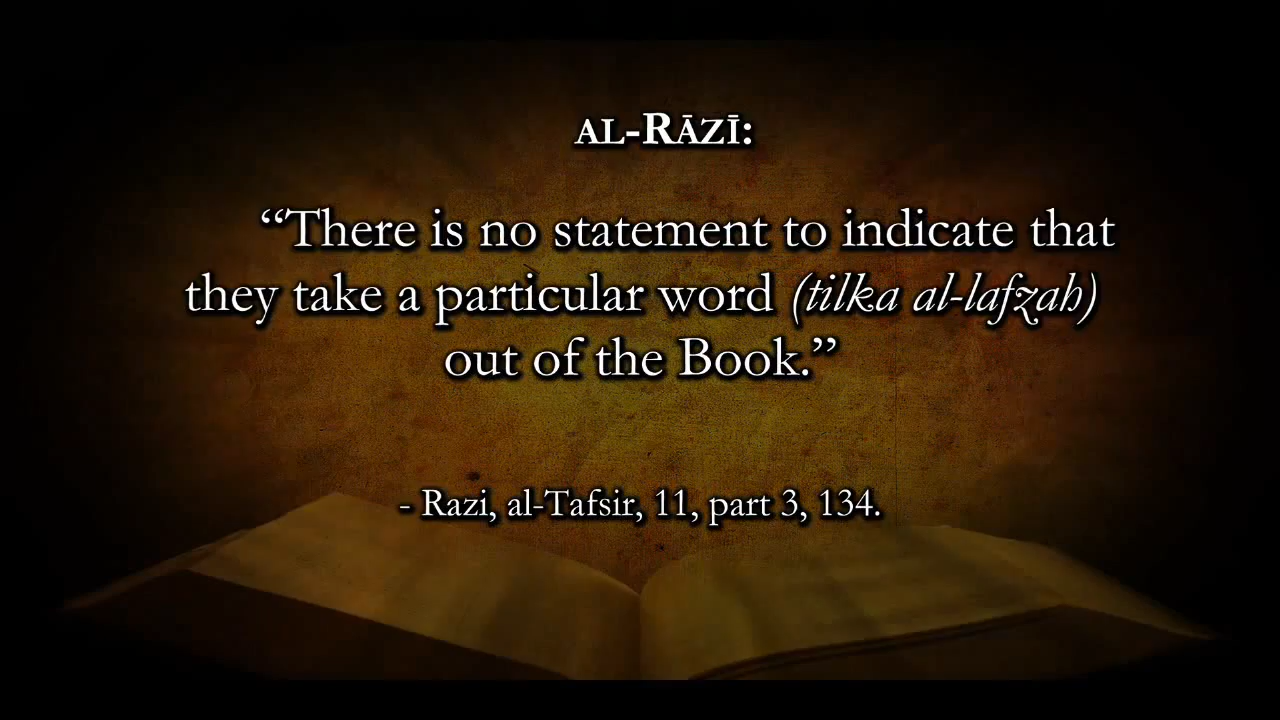 AL-RĀZĪ:
“There is no statement to indicate that
they take a particular word (tilka al-lafzah)
out of the Book.”
- Razi, al-Tafsir, 11, part 3, 134.